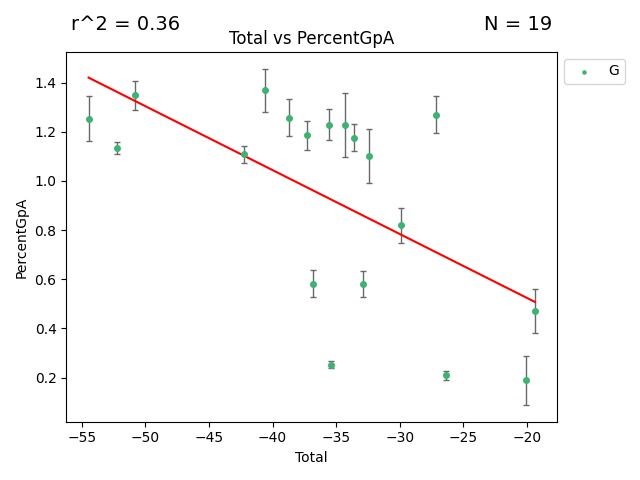 r^2 = 0.36
N = 19
Total vs PercentGpA
G
PercentGpA
1.4
1.2
1.0
0.8
0.6
0.4
0.2
−55 −50 −45 −40 −35 −30 −25 −20
Total